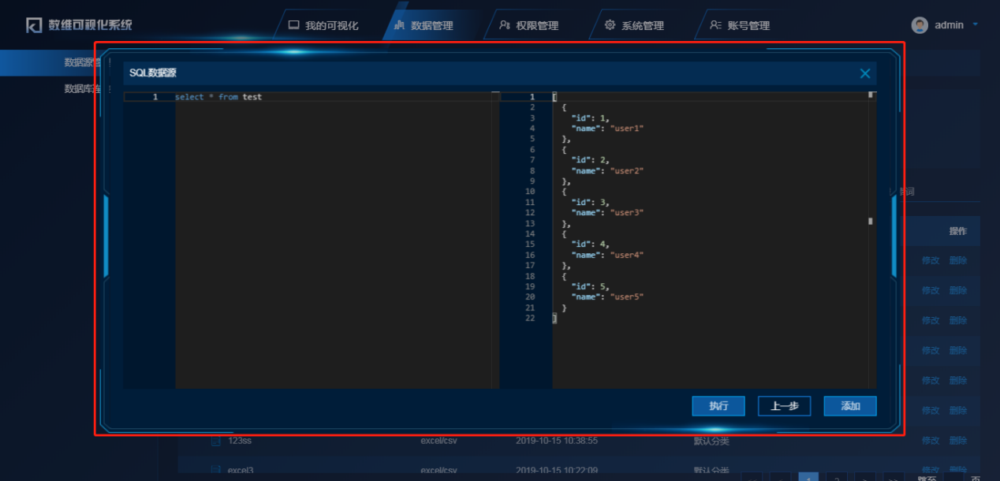 数维可视化系统
我的可视化
数据管理
权限管理
系统管理
账号管理
admin
数据源管
数据库连
SQL数据源
1 select * from test
1 [
2 {
3 "id": 1,
4 "name": "user1"
5 },
6 {
7 "id": 2,
8 "name": "user2"
9 },
10 {
11 "id": 3,
12 "name": "user3"
13 },
14 {
15 "id": 4,
16 "name": "user4"
17 },
18 {
19 "id": 5,
20 "name": "user5"
21 }
22 ]
操作
修改 删除
修改 删除
修改 删除
修改 删除
修改 删除
修改 删除
执行 上一步 添加
123ss excel/csv 2019-10-15 10:38:55 默认分类 修改 删除
excel3 excel/csv 2019-10-15 10:22:09 默认分类 修改 删除
<< < 1 2 > >> 跳至 页